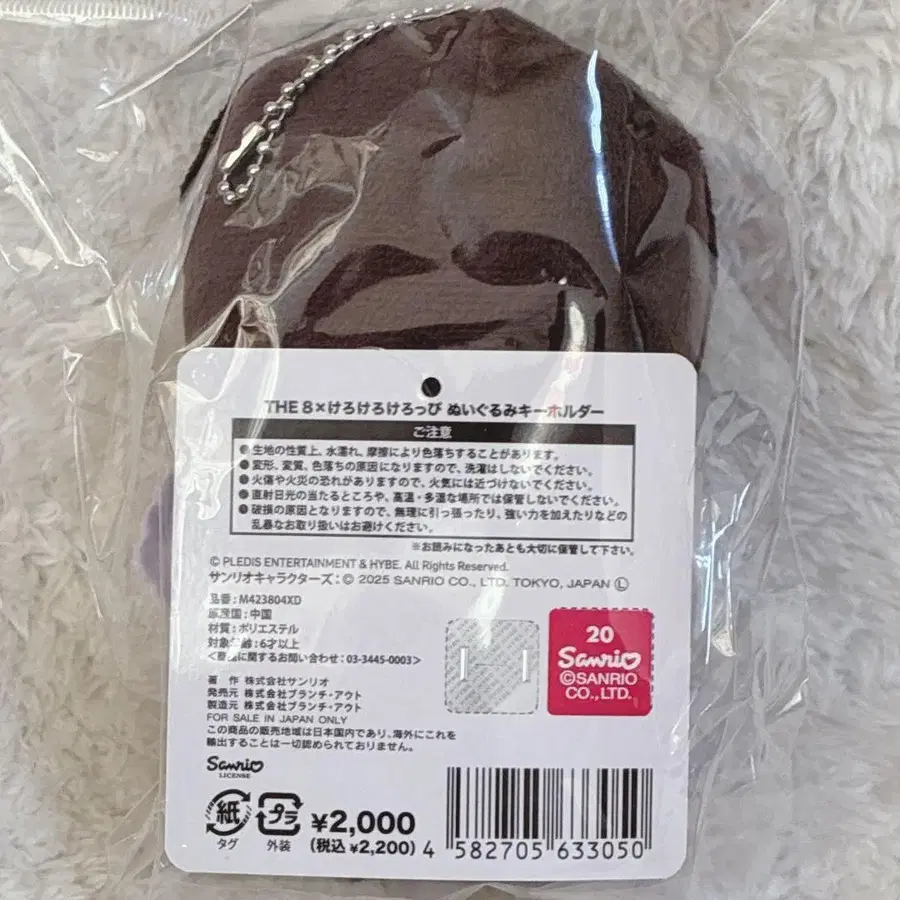 THE 8×けろけろけろっぴ ぬいぐるみキーホルダー
ご注意
●生地の性質上、水濡れ、摩擦により色落ちすることがあります。
●変形、変質、色落ちの原因になりますので、洗濯はしないでください。
●火傷や火災の恐れがありますので、火気には近づけないでください。
●直射日光の当たるところや、高温・多湿な場所では保管しないでください。
●破損の原因となりますので、無理に引っ張ったり、強い力を加えたりなどの
乱暴なお取り扱いはお避けください。
※お読みになったあとも大切に保管して下さい。
© PLEDIS ENTERTAINMENT & HYBE. All Rights Reserved.
サンリオキャラクターズ:© 2025 SANRIO CO., LTD. TOKYO, JAPAN Ⓛ
品番:M423804XD
原産国:中国
材質:ポリエステル
対象年齢:6才以上
<商品に関するお問い合わせ:03-3445-0003>
著 作 株式会社サンリオ
発売元 株式会社ブランチ・アウト
製造元 株式会社ブランチ・アウト
FOR SALE IN JAPAN ONLY
この商品の販売地域は日本国内であり、海外にこれを
輸出することは一切認められておりません。
20
Sanrio
©SANRIO
CO., LTD.
Sanrio
LICENSE
紙
タグ
プラ
外装
¥2,000
(税込 ¥2,200)
4 582705 633050